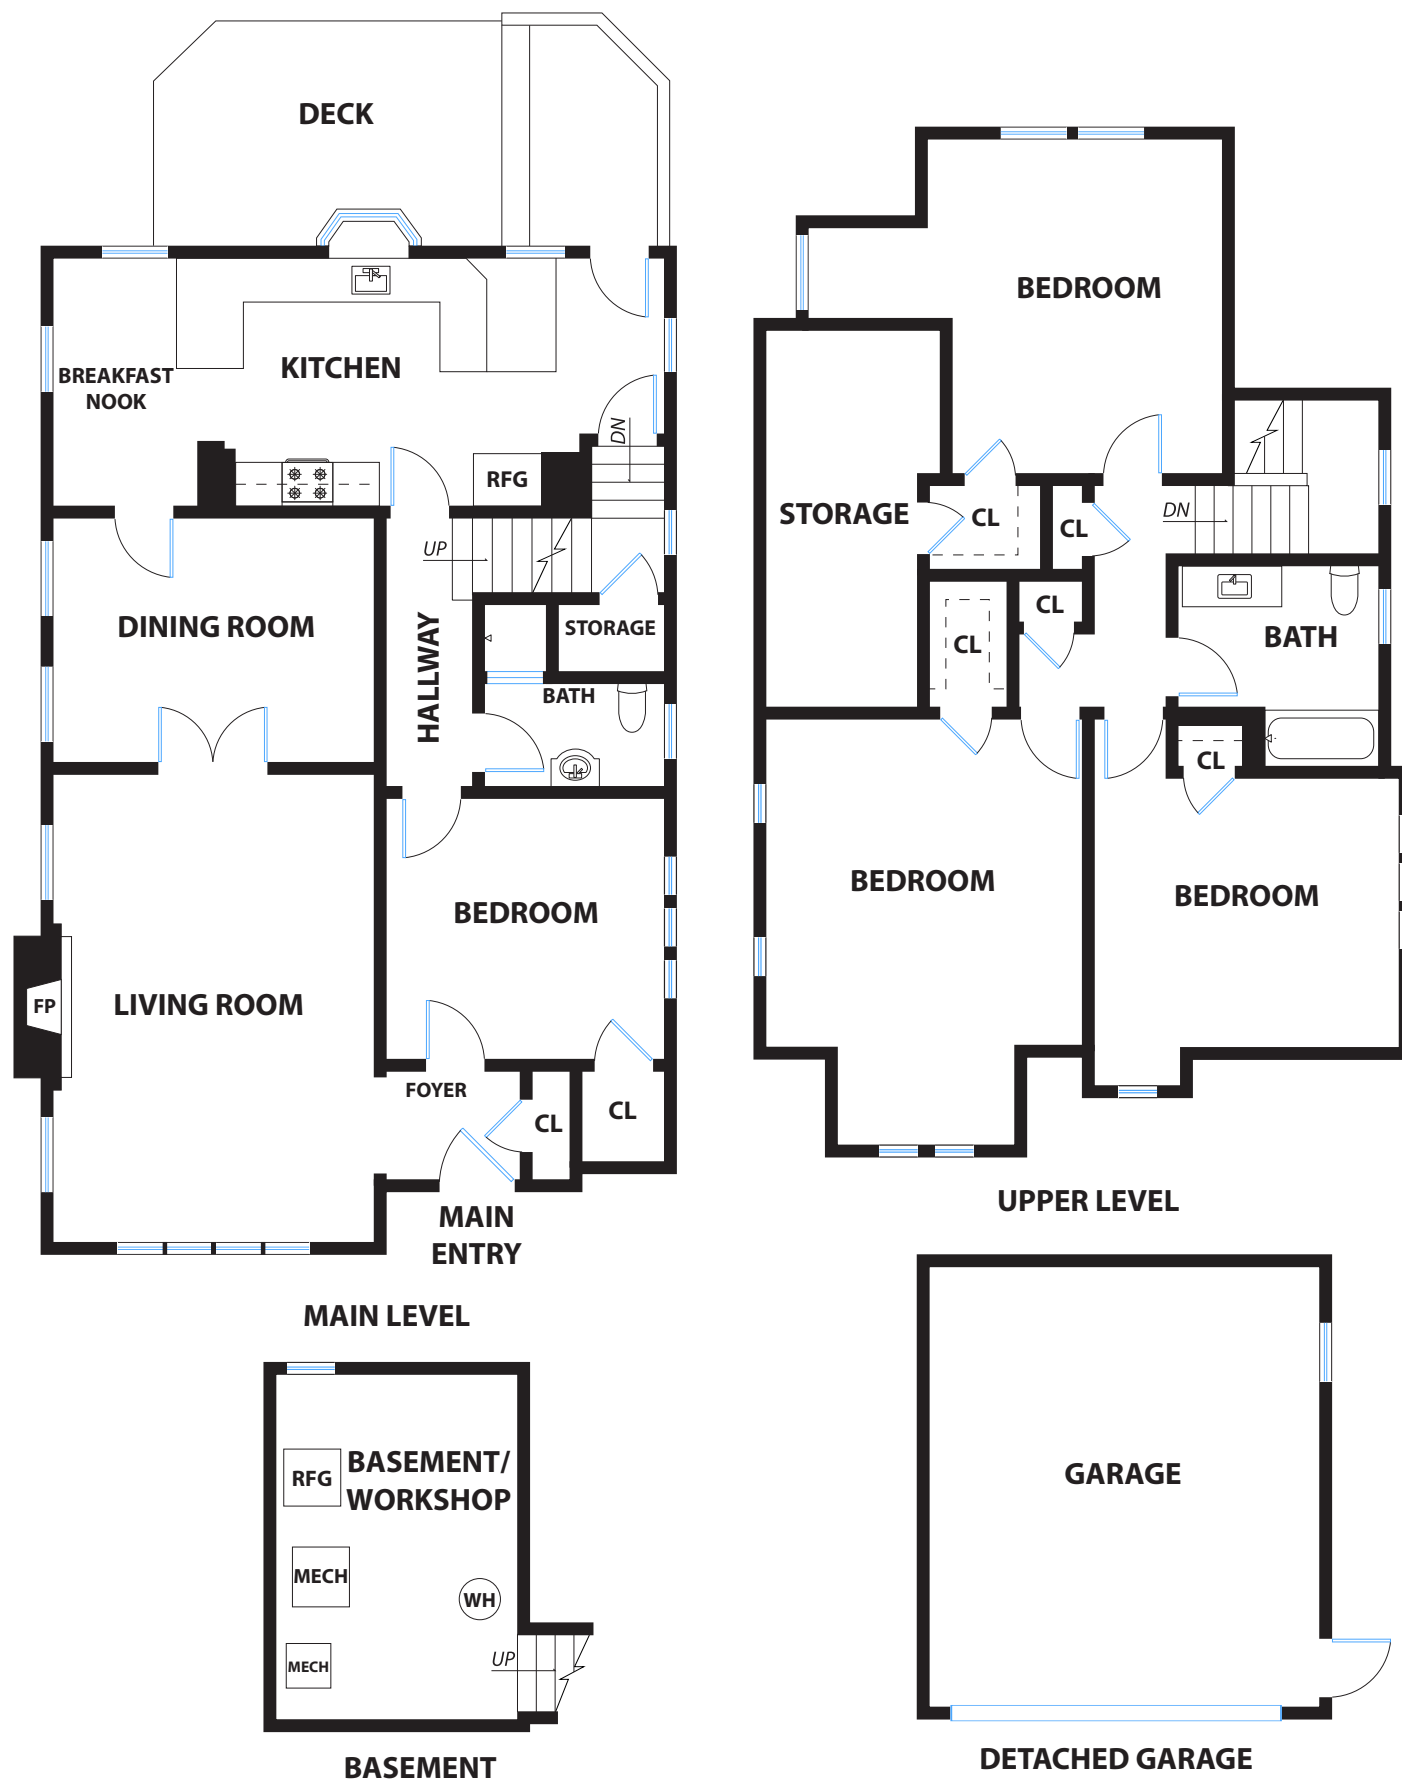 DECK
BREAKFAST
NOOK
KITCHEN
DN
RFG
UP
DINING ROOM
HALLWAY
STORAGE
BATH
BEDROOM
FP
LIVING ROOM
FOYER
CL
CL
MAIN
ENTRY
MAIN LEVEL
BEDROOM
STORAGE
CL
CL
DN
CL
CL
BATH
CL
BEDROOM
BEDROOM
UPPER LEVEL
RFG
BASEMENT/
WORKSHOP
MECH
WH
MECH
UP
BASEMENT
GARAGE
DETACHED GARAGE